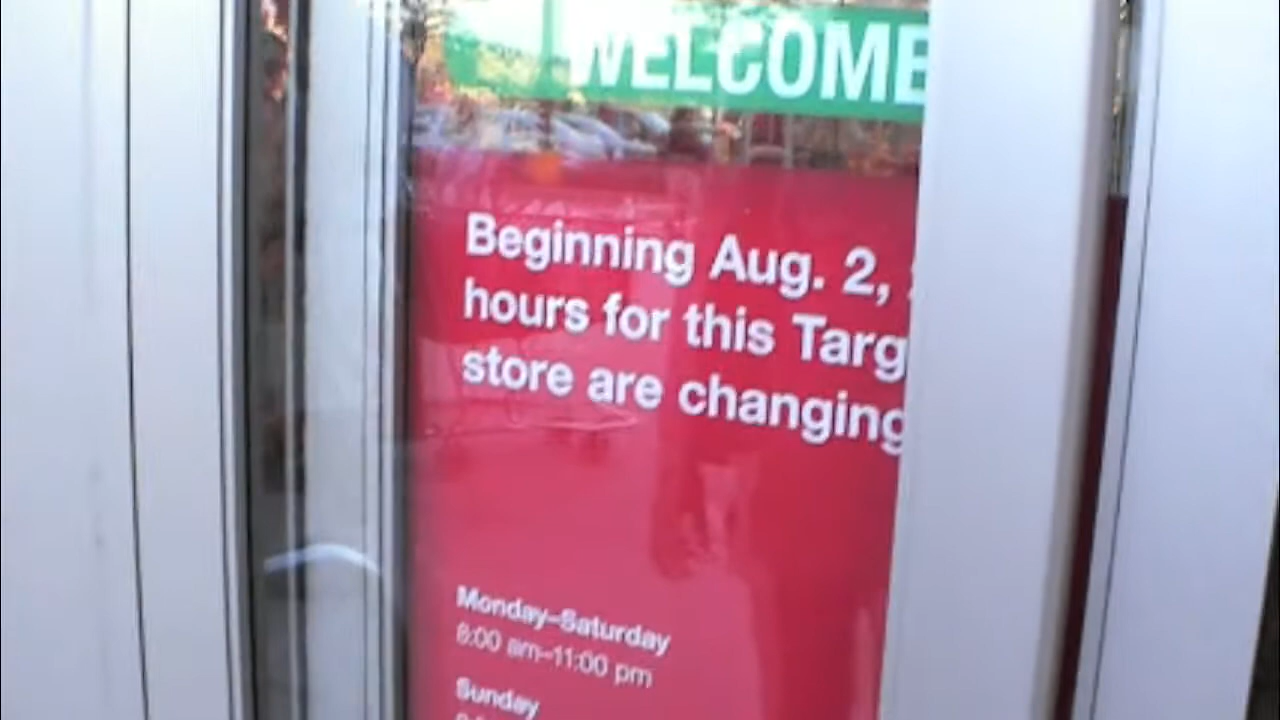 WELCOME
Beginning Aug. 2,
hours for this Targ
store are changing
Monday–Saturday
8:00 am–11:00 pm
Sunday